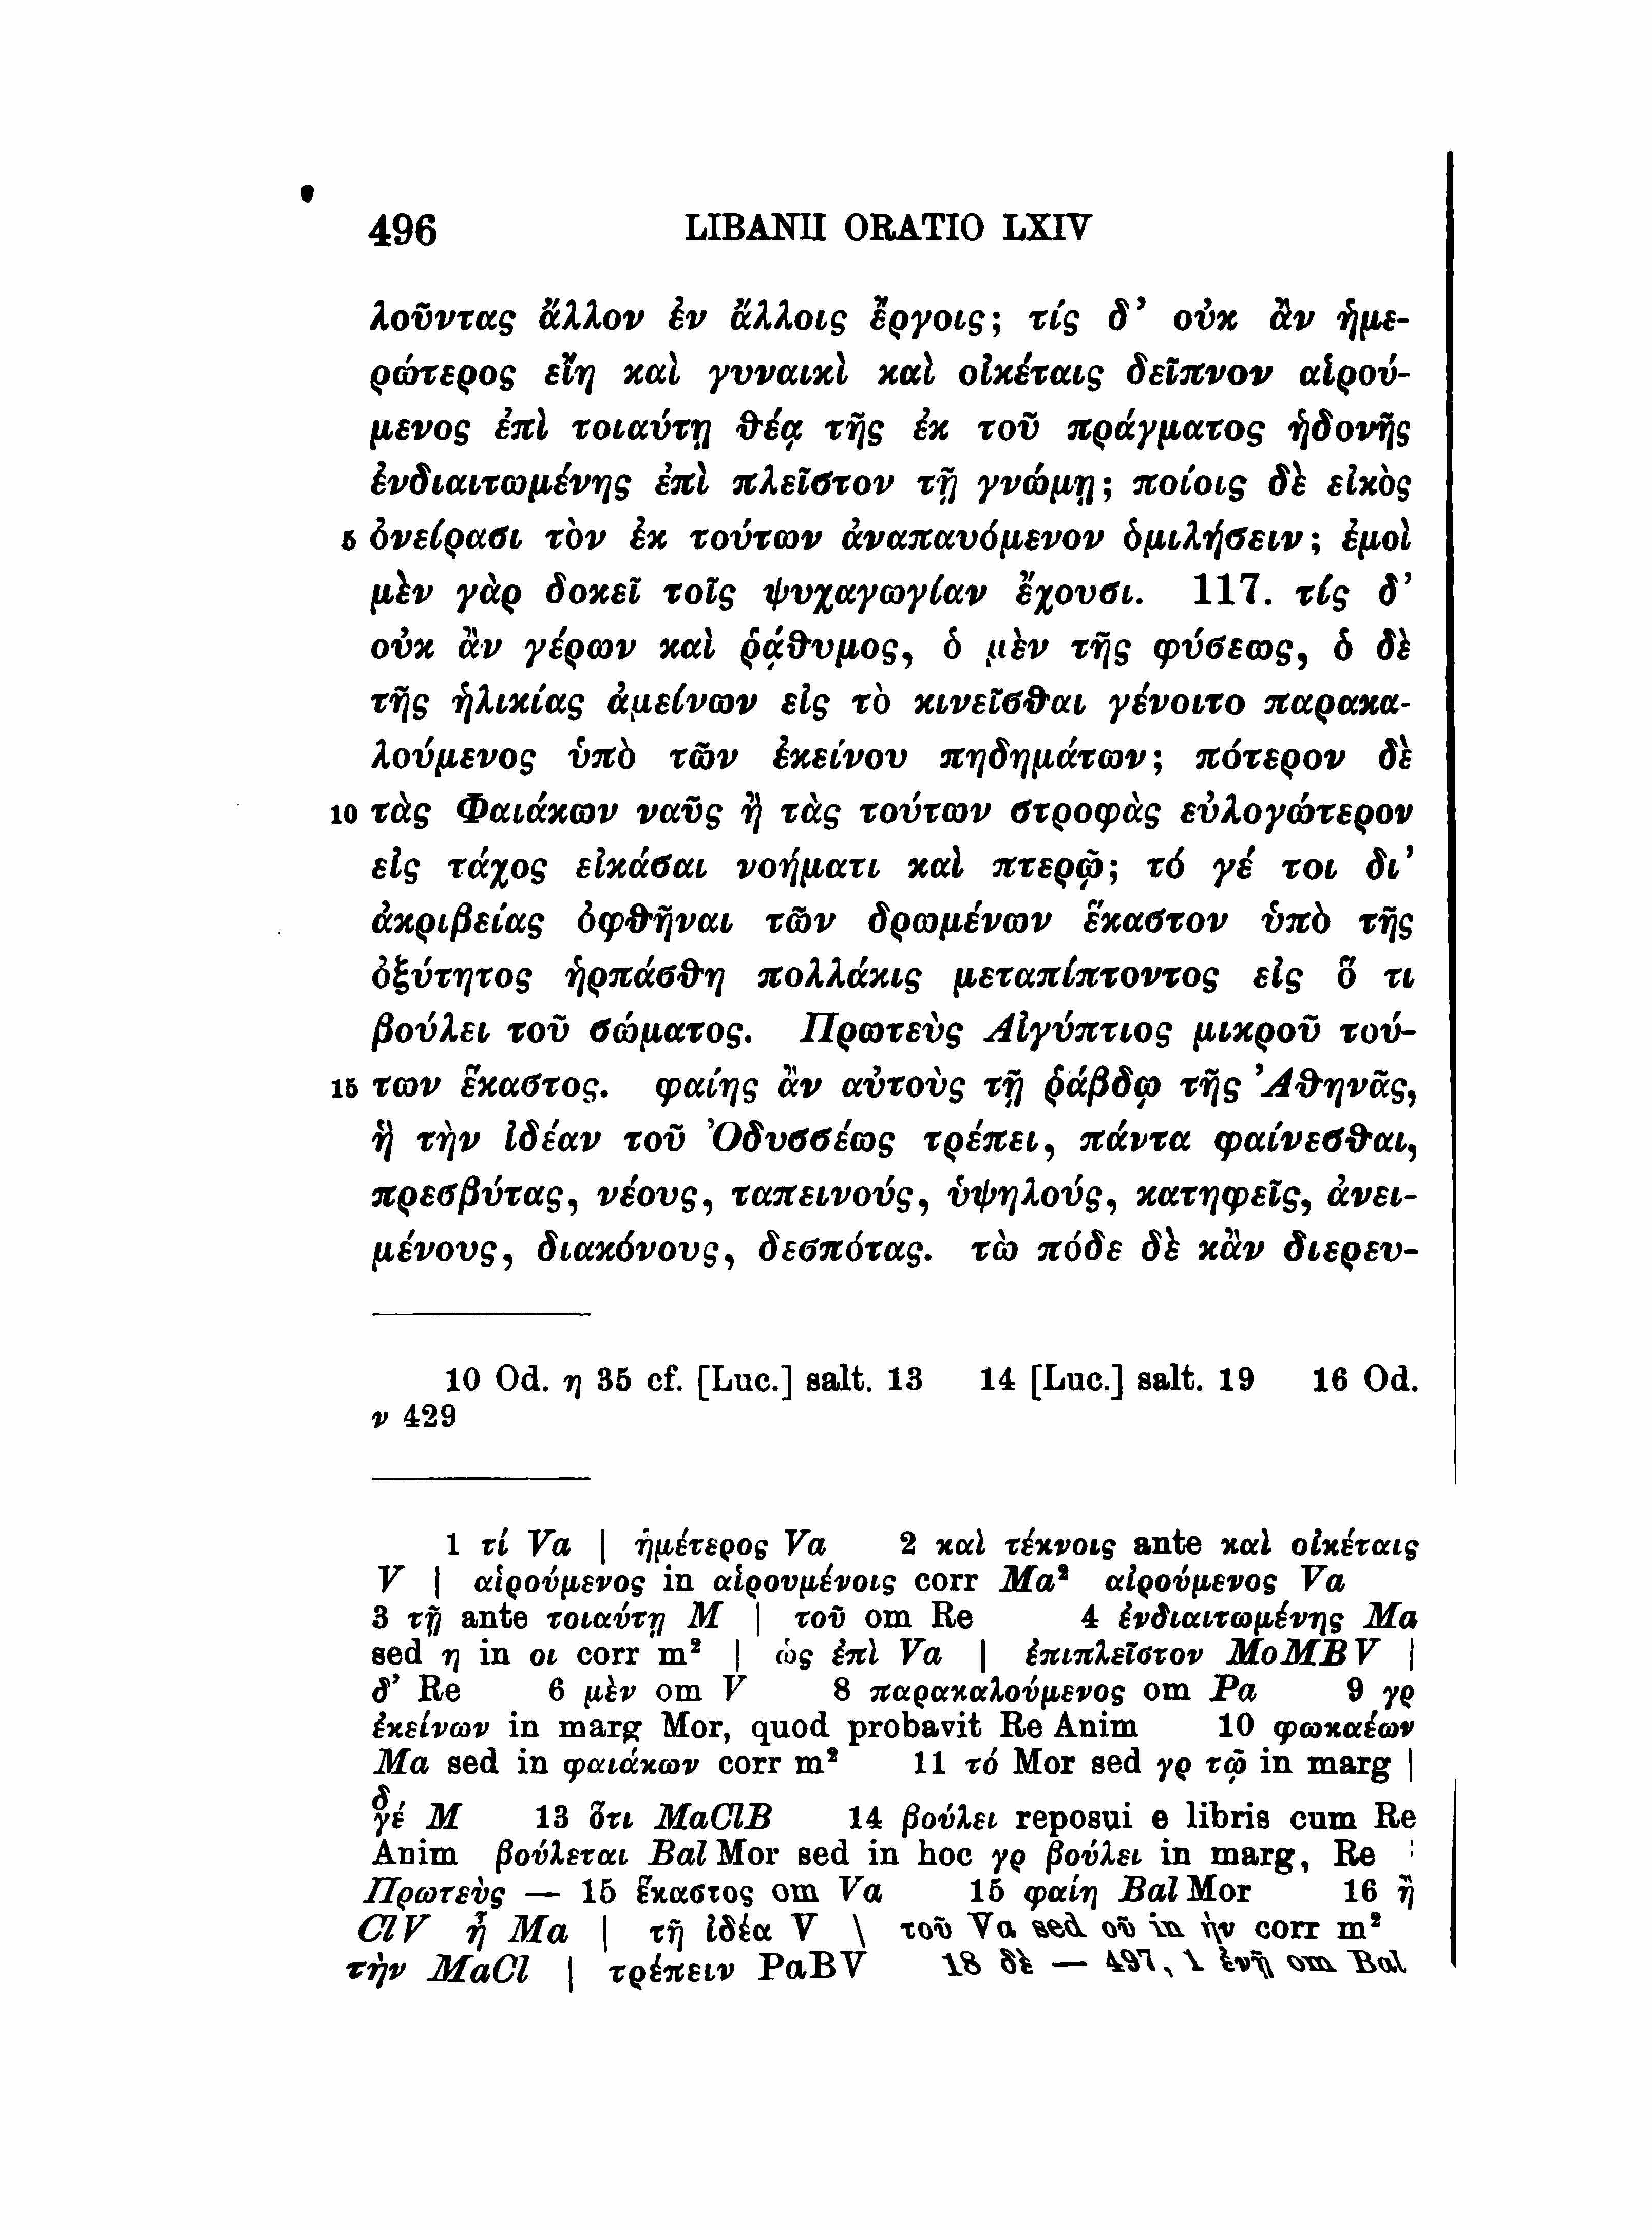 496 LIBANII ORATIO LXIV
λοῦντας ἄλλον ἐν ἄλλοις ἔργοις; τίς δ’ οὐκ ἂν ἡμε-
ρώτερος εἴη καὶ γυναικὶ καὶ οἰκέταις δεῖπνον αἱρού-
μενος ἐπὶ τοιαύτῃ θέᾳ τῆς ἐκ τοῦ πράγματος ἡδονῆς
ἐνδιαιτωμένης ἐπὶ πλεῖστον τῇ γνώμῃ; ποίοις δὲ εἰκὸς
5 ὀνείρασι τὸν ἐκ τούτων ἀναπαυόμενον ὁμιλήσειν; ἐμοὶ
μὲν γὰρ δοκεῖ τοῖς ψυχαγωγίαν ἔχουσι. 117. τίς δ’
οὐκ ἂν γέρων καὶ ῥᾴθυμος, ὁ μὲν τῆς φύσεως, ὁ δὲ
τῆς ἡλικίας ἀμείνων εἰς τὸ κινεῖσθαι γένοιτο παρακα-
λούμενος ὑπὸ τῶν ἐκείνου πηδημάτων; πότερον δὲ
10 τὰς Φαιάκων ναῦς ἢ τὰς τούτων στροφὰς εὐλογώτερον
εἰς τάχος εἰκάσαι νοήματι καὶ πτερῷ; τό γέ τοι δι’
ἀκριβείας ὀφθῆναι τῶν δρωμένων ἕκαστον ὑπὸ τῆς
ὀξύτητος ἡρπάσθη πολλάκις μεταπίπτοντος εἰς ὅ τι
βούλει τοῦ σώματος. Πρωτεὺς Αἰγύπτιος μικροῦ τού-
15 των ἕκαστος. φαίης ἂν αὐτοὺς τῇ ῥάβδῳ τῆς Ἀθηνᾶς,
ἣ τὴν ἰδέαν τοῦ Ὀδυσσέως τρέπει, πάντα φαίνεσθαι,
πρεσβύτας, νέους, ταπεινούς, ὑψηλούς, κατηφεῖς, ἀνει-
μένους, διακόνους, δεσπότας. τὼ πόδε δὲ κἂν διερευ-
10 Od. η 35 cf. [Luc.] salt. 13 14 [Luc.] salt. 19 16 Od.
ν 429
1 τί Va | ἡμέτερος Va 2 καὶ τέκνοις ante καὶ οἰκέταις
V | αἱρούμενος in αἱρουμένοις corr Ma² αἰρούμενος Va
3 τῇ ante τοιαύτῃ M | τοῦ om Re 4 ἐνδιαιτωμένης Ma
sed η in οι corr m² | ὡς ἐπὶ Va | ἐπιπλεῖστον MoMBV |
δ’ Re 6 μὲν om V 8 παρακαλούμενος om Pa 9 γρ
ἐκείνων in marg Mor, quod probavit Re Anim 10 φωκαέων
Ma sed in φαιάκων corr m² 11 τό Mor sed γρ τῷ in marg |
δ
γέ M 13 ὅτι MaClB 14 βούλει reposui e libris cum Re
Anim βούλεται Bal Mor sed in hoc γρ βούλει in marg, Re
Πρωτεὺς — 15 ἕκαστος om Va 15 φαίη Bal Mor 16 ἢ
ClV ἦ Ma | τῇ ἰδέα V | τοῦ Va sed οῦ in ὴν corr m²
τὴν MaCl | τρέπειν PaBV 18 δὲ — 497, 1 ἐνῇ om Bal